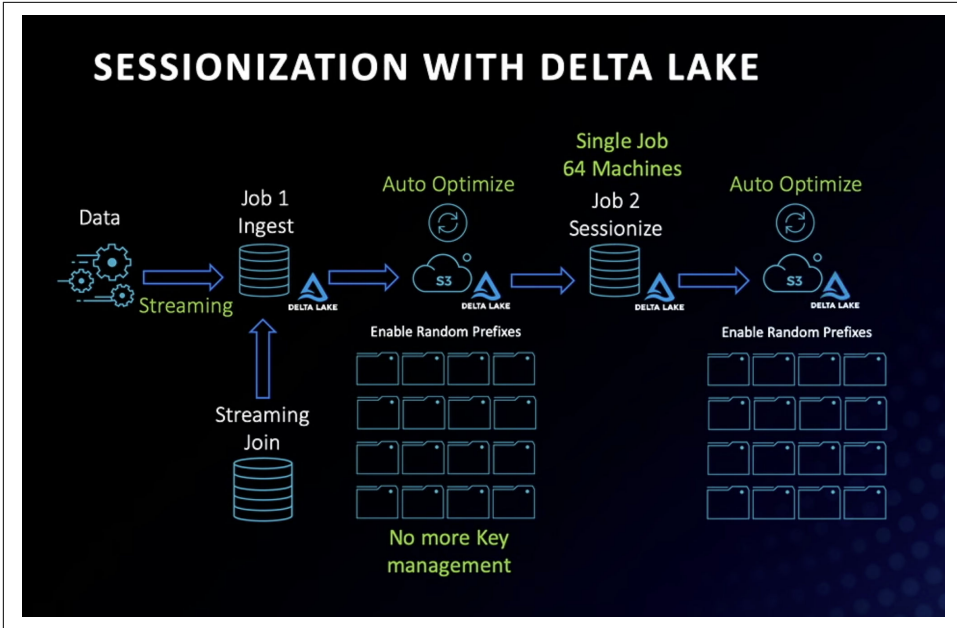 SESSIONIZATION WITH DELTA LAKE
Data
Streaming
Job 1
Ingest
DELTA LAKE
Streaming
Join
Auto Optimize
S3
DELTA LAKE
Enable Random Prefixes
No more Key
management
Single Job
64 Machines
Job 2
Sessionize
DELTA LAKE
Auto Optimize
S3
DELTA LAKE
Enable Random Prefixes